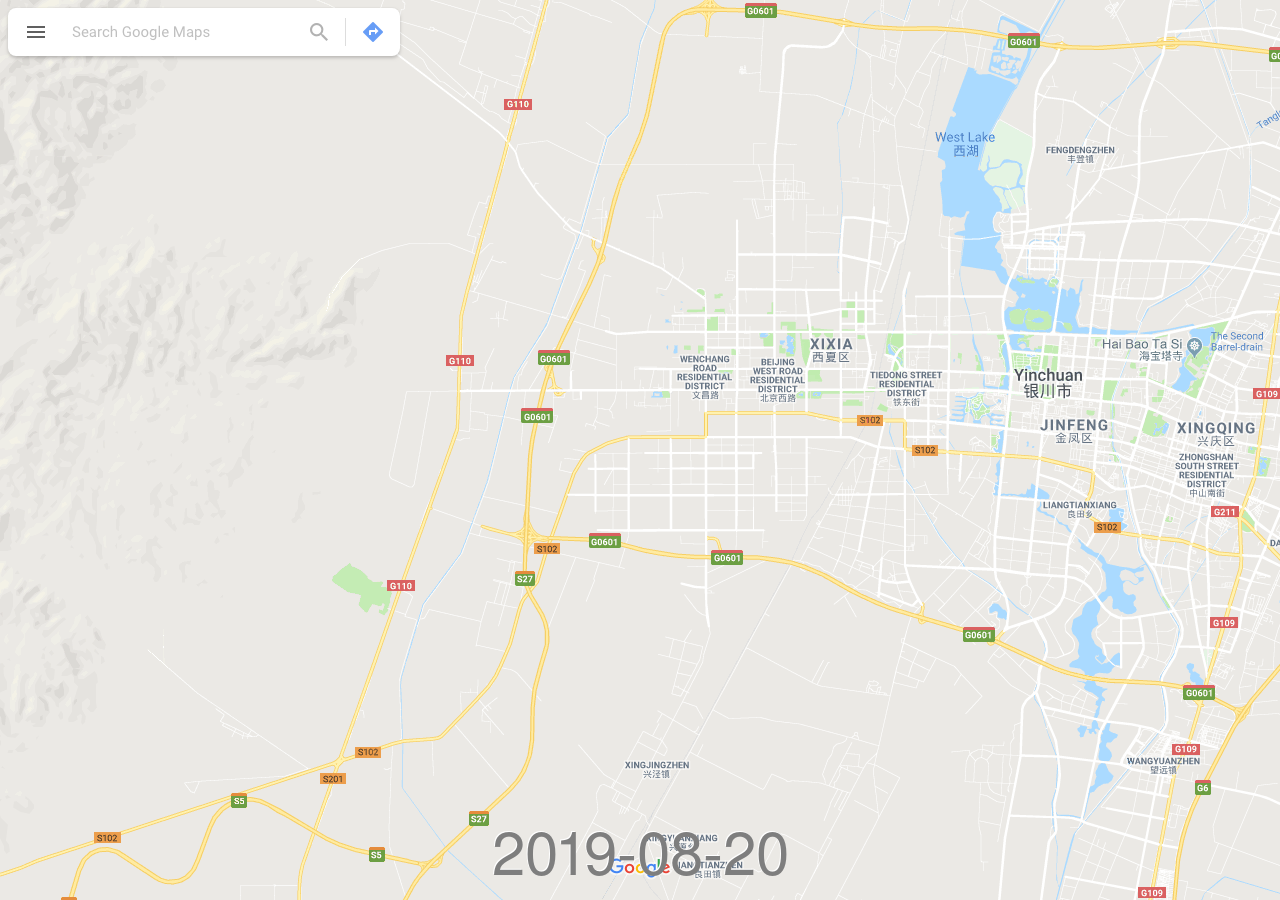 Search Google Maps
G0601
G0601
G110
West Lake
西湖
FENGDENGZHEN
丰登镇
G110
G0601
XIXIA
西夏区
WENCHANG
ROAD
RESIDENTIAL
DISTRICT
文昌路
BEIJING
WEST ROAD
RESIDENTIAL
DISTRICT
北京西路
TIEDONG STREET
RESIDENTIAL
DISTRICT
铁东街
Hai Bao Ta Si
海宝塔寺
The Second
Barrel-drain
Yinchuan
银川市
G109
G0601
S102
S102
JINFENG
金凤区
XINGQING
兴庆区
ZHONGSHAN
SOUTH STREET
RESIDENTIAL
DISTRICT
中山南街
LIANGTIANXIANG
良田乡
G211
S102
G0601
S102
G0601
S27
G110
G109
G0601
G0601
S102
G109
S201
XINGJINGZHEN
兴泾镇
WANGYUANZHEN
望远镇
G6
S5
S27
S102
S5
2019-08-20
Google
良田镇
G109